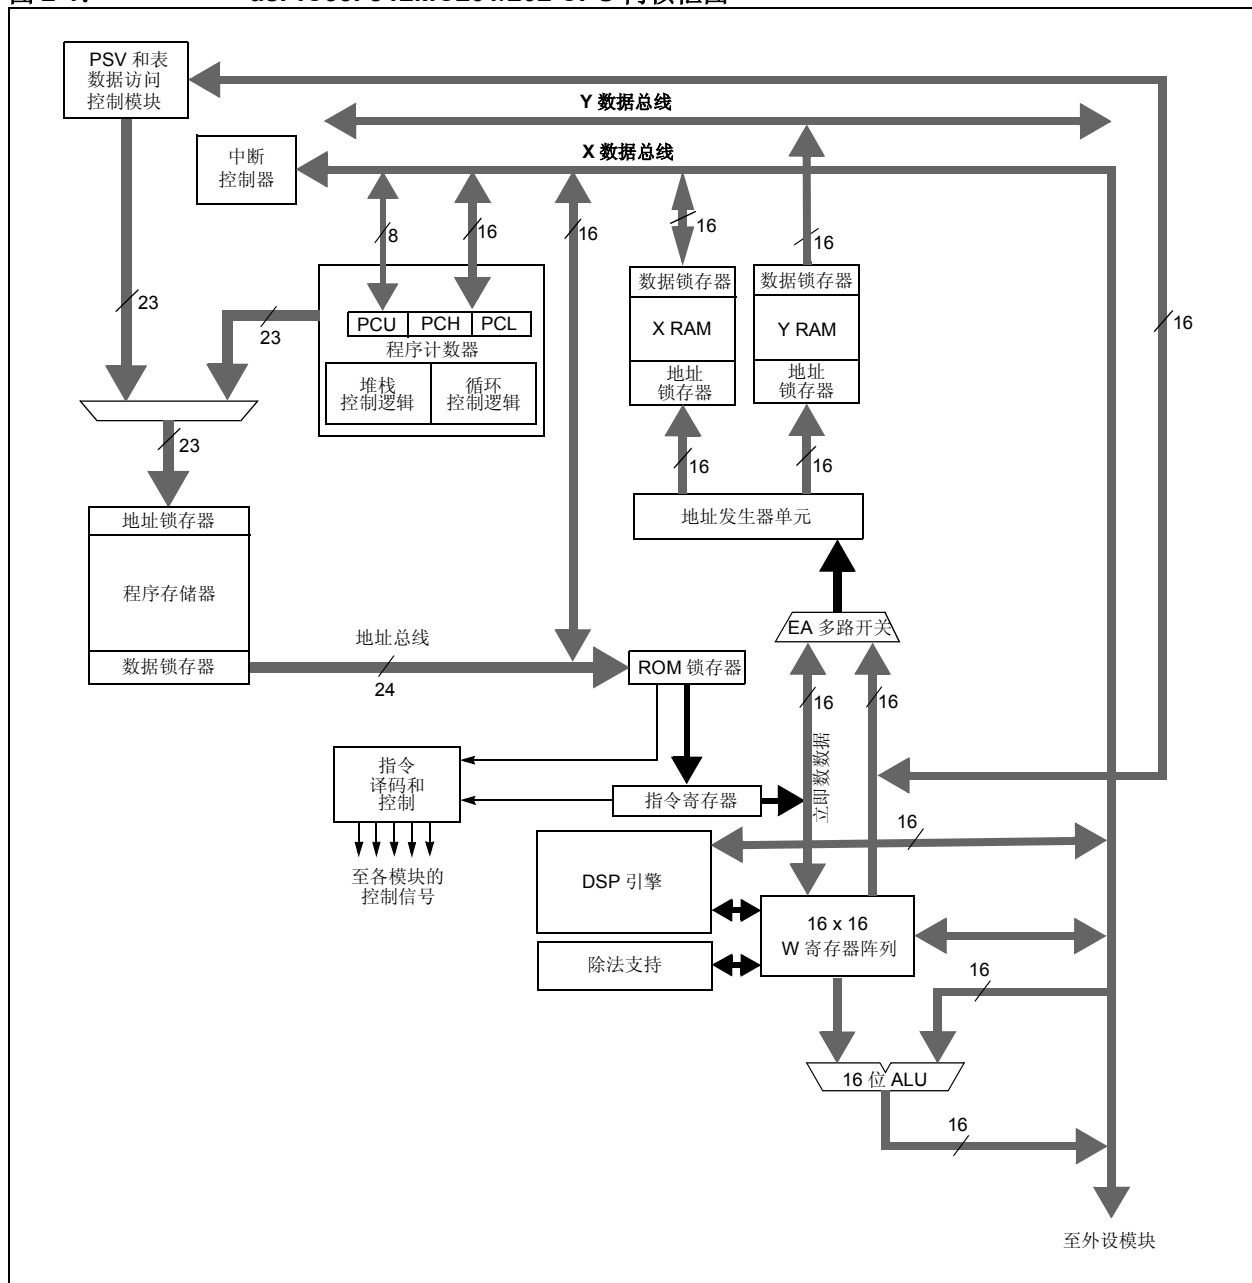 PSV 和表
数据访问
控制模块
Y 数据总线
X 数据总线
中断
控制器
8
16
16
16
16
16
23
23
数据锁存器
X RAM
地址
锁存器
数据锁存器
Y RAM
地址
锁存器
PCU
PCH
PCL
程序计数器
堆栈
控制逻辑
循环
控制逻辑
23
16
16
地址锁存器
程序存储器
数据锁存器
地址发生器单元
EA 多路开关
地址总线
24
ROM 锁存器
16
16
立即数数据
指令
译码和
控制
指令寄存器
至各模块的
控制信号
16
DSP 引擎
16 x 16
W 寄存器阵列
除法支持
16
16 位 ALU
16
至外设模块